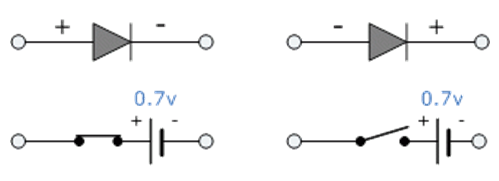 + - - +
0.7v 0.7v
+ - + -